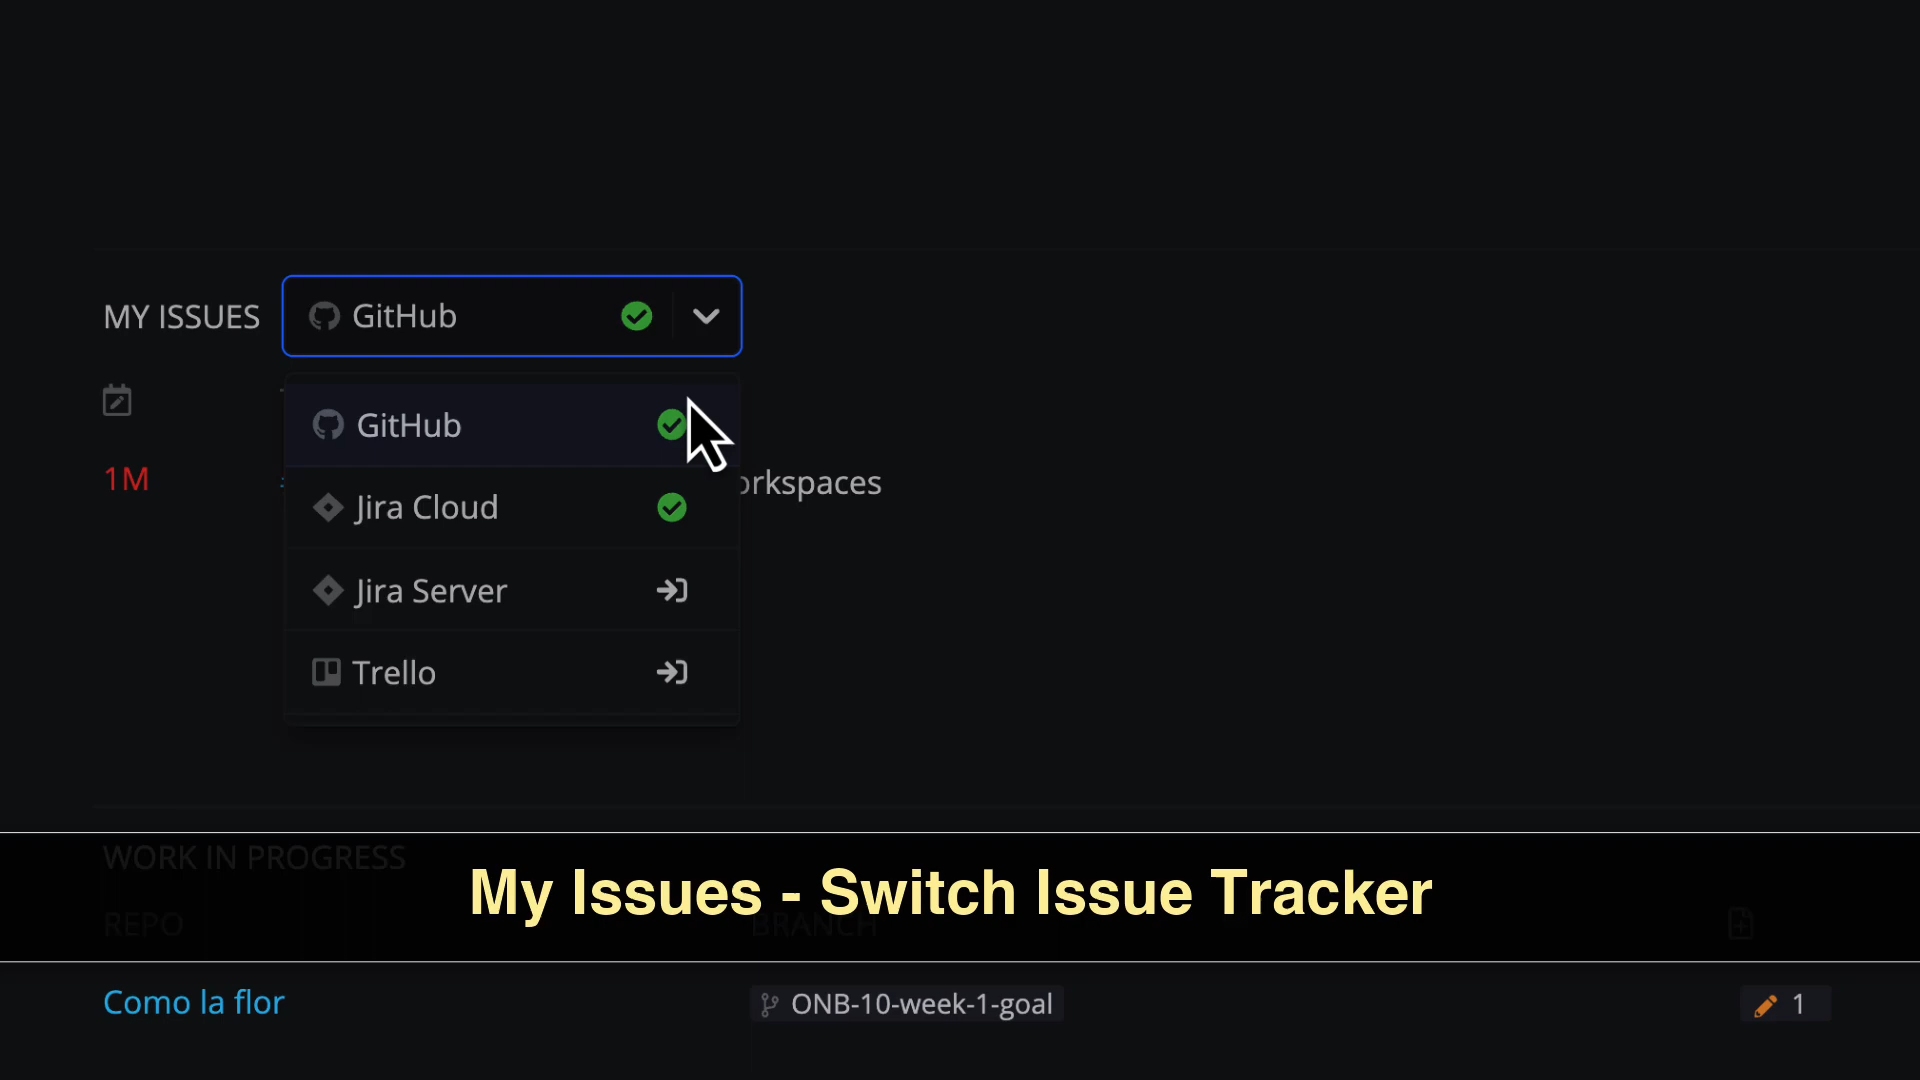 MY ISSUES GitHub
GitHub
1M orkspaces
Jira Cloud
Jira Server
Trello
WORK IN PROGRESS
My Issues - Switch Issue Tracker
REPO BRANCH
Como la flor ONB-10-week-1-goal 1